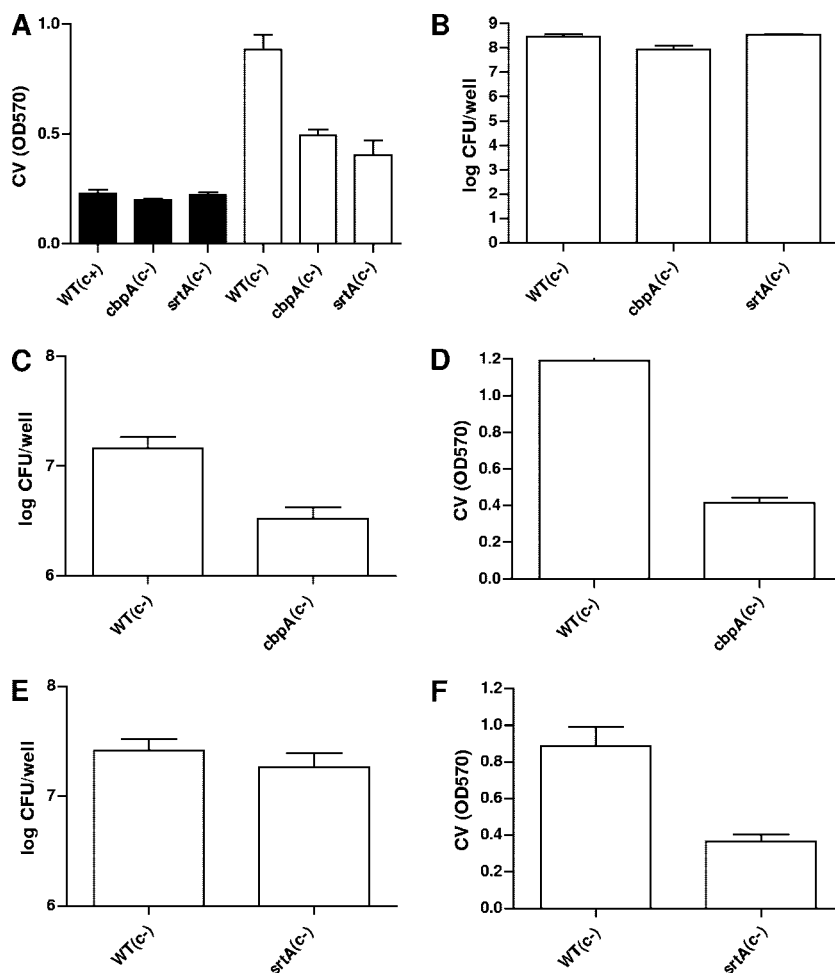 A
CV (OD570)
1.0
0.5
0.0
WT(c+)
cbpA(c-)
srtA(c-)
WT(c-)
cbpA(c-)
srtA(c-)
B
log CFU/well
9
8
7
6
5
4
3
2
1
0
WT(c-)
cbpA(c-)
srtA(c-)
C
log CFU/well
8
7
6
WT(c-)
cbpA(c-)
D
CV (OD570)
1.2
1.0
0.8
0.6
0.4
0.2
0.0
WT(c-)
cbpA(c-)
E
log CFU/well
8
7
6
WT(c-)
srtA(c-)
F
CV (OD570)
1.2
1.0
0.8
0.6
0.4
0.2
0.0
WT(c-)
srtA(c-)